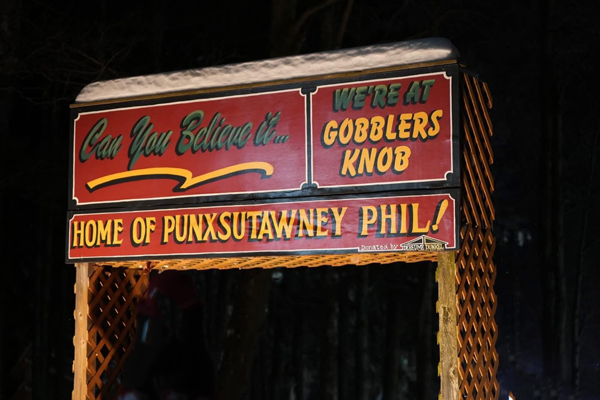 Can You Believe it...
WE'RE AT
GOBBLERS
KNOB
HOME OF PUNXSUTAWNEY PHIL!
Donated by